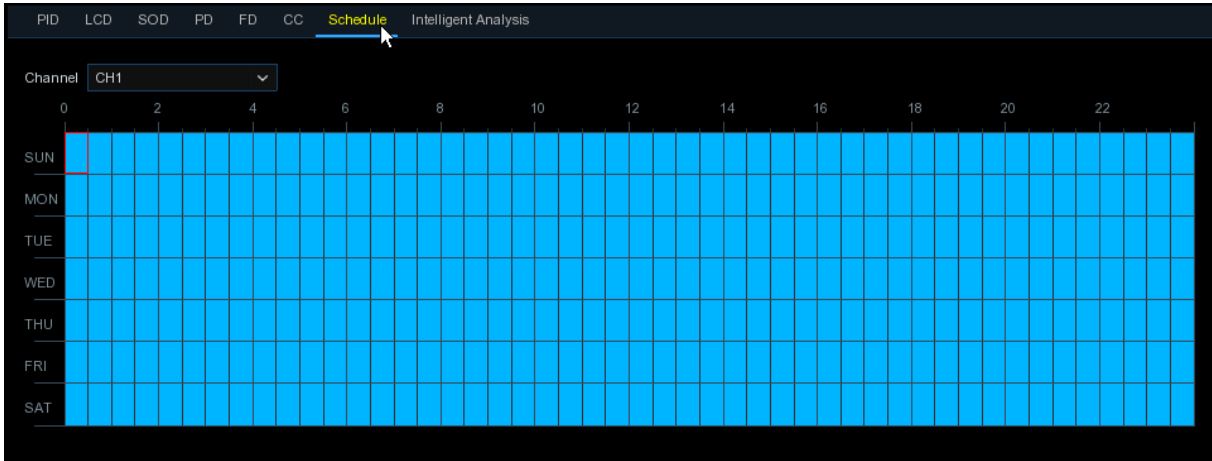 PID LCD SOD PD FD CC Schedule Intelligent Analysis
Channel CH1
0 2 4 6 8 10 12 14 16 18 20 22
SUN
MON
TUE
WED
THU
FRI
SAT